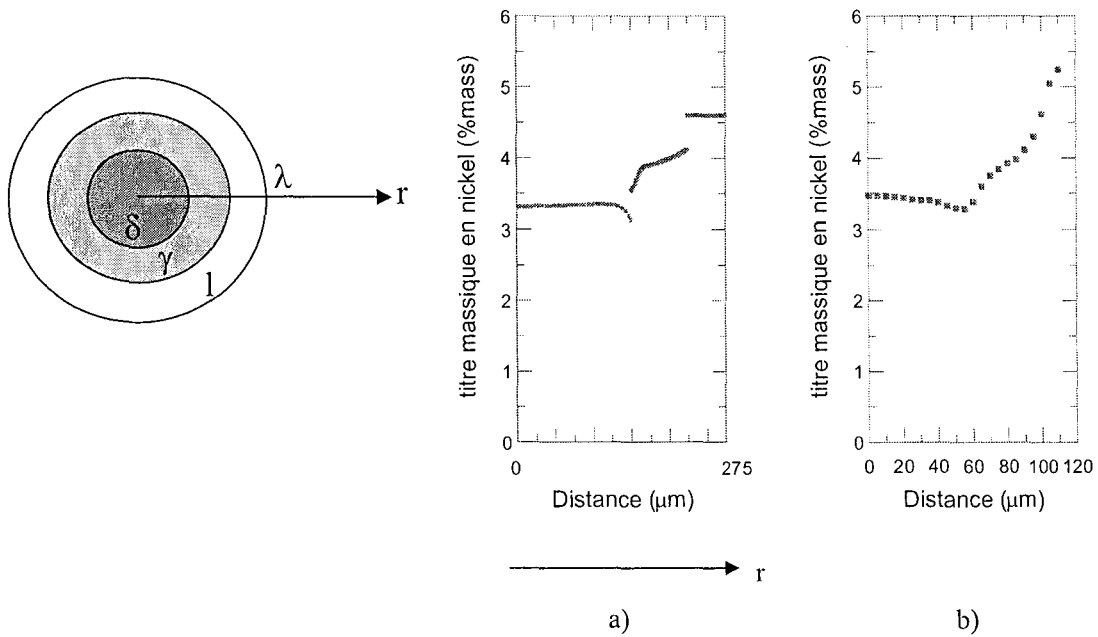 λ
r
δ
γ
l
titre massique en nickel (%mass)
6
5
4
3
2
1
0
0
275
Distance (μm)
r
a)
titre massique en nickel (%mass)
6
5
4
3
2
1
0
0 20 40 60 80 100 120
Distance (μm)
b)